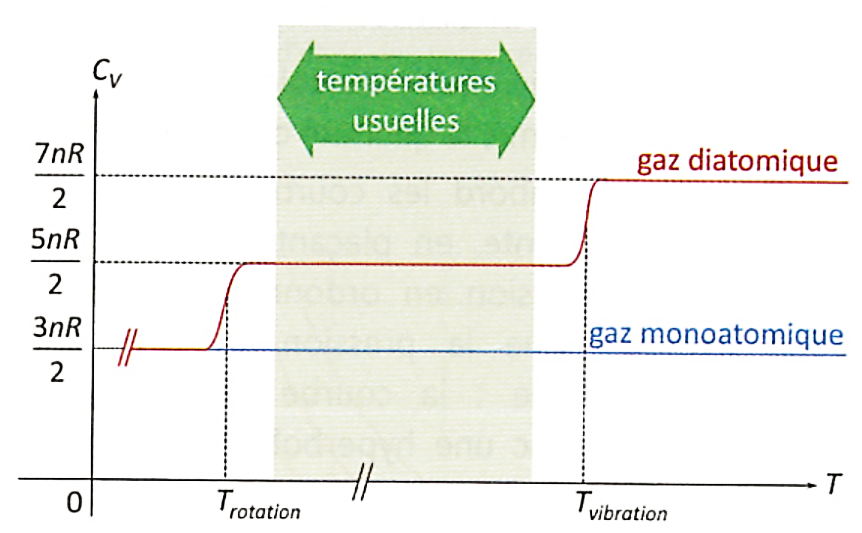 C_V
températures
usuelles
7nR
2
gaz diatomique
5nR
2
3nR
2
gaz monoatomique
0
T_rotation
T_vibration
T